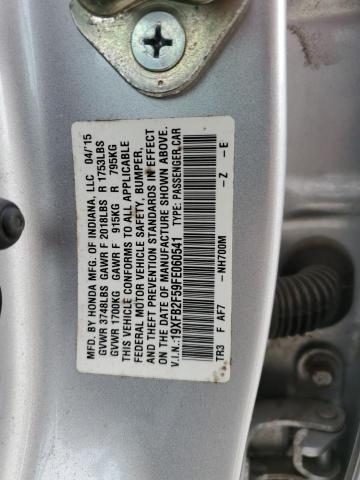 MFD. BY HONDA MFG. OF INDIANA, LLC 04/'15
GVWR 3748LBS GAWR F 2018LBS R 1753LBS
GVWR 1700KG GAWR F 915KG R 795KG
THIS VEHICLE CONFORMS TO ALL APPLICABLE
FEDERAL MOTOR VEHICLE SAFETY, BUMPER,
AND THEFT PREVENTION STANDARDS IN EFFECT
ON THE DATE OF MANUFACTURE SHOWN ABOVE.
V.I.N.:19XFB2F59FE060541 TYPE: PASSENGER CAR
TR3 F AF7 -NH700M -Z -E